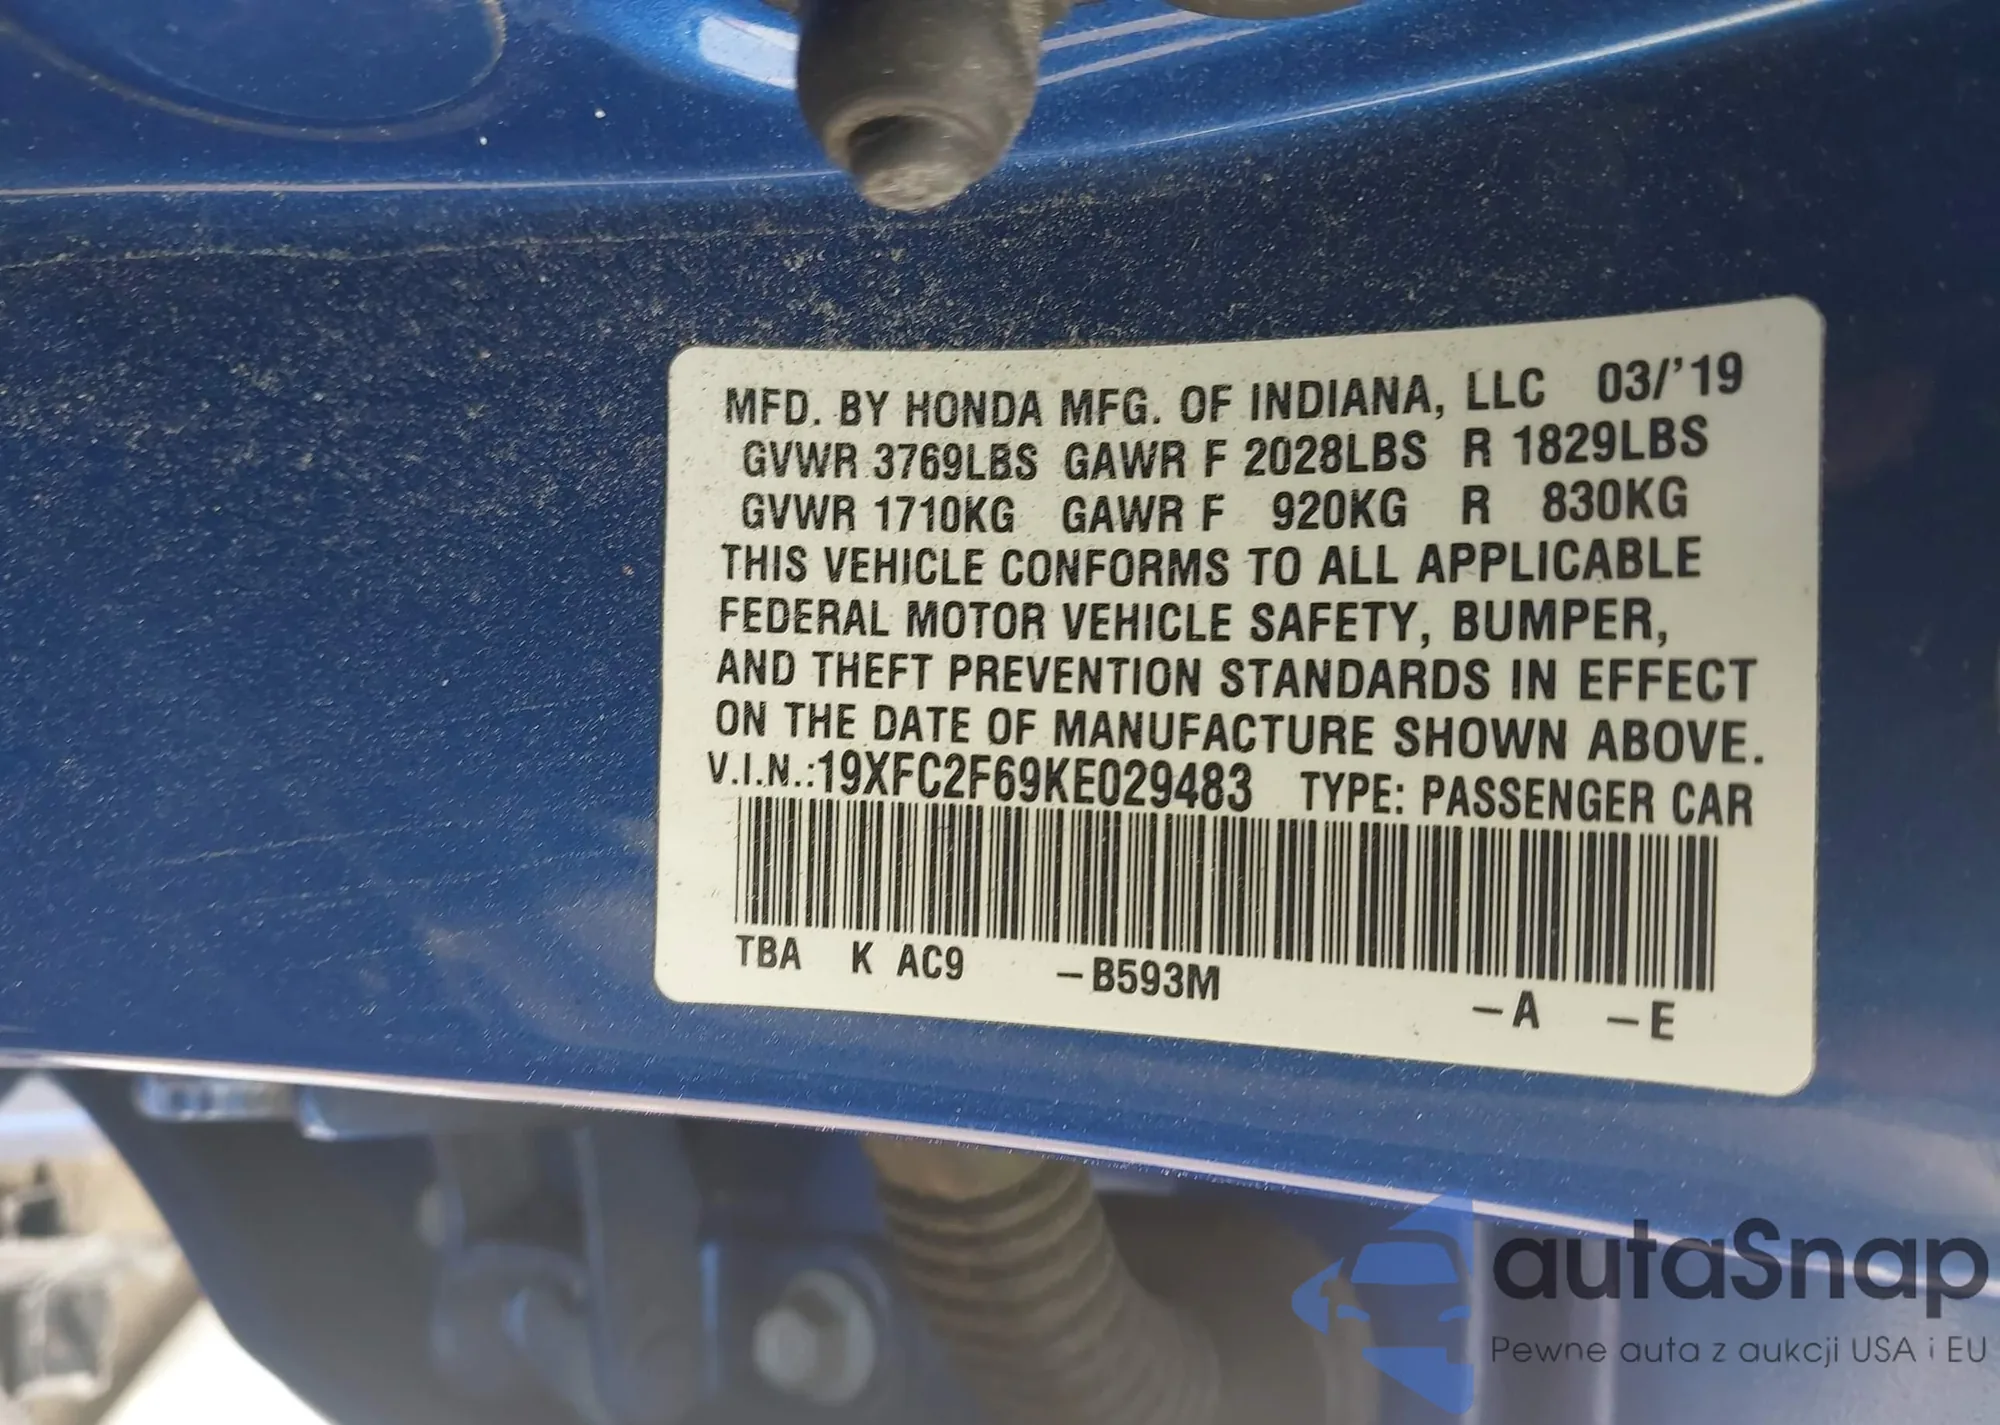 MFD. BY HONDA MFG. OF INDIANA, LLC 03/'19
GVWR 3769LBS GAWR F 2028LBS R 1829LBS
GVWR 1710KG GAWR F 920KG R 830KG
THIS VEHICLE CONFORMS TO ALL APPLICABLE
FEDERAL MOTOR VEHICLE SAFETY, BUMPER,
AND THEFT PREVENTION STANDARDS IN EFFECT
ON THE DATE OF MANUFACTURE SHOWN ABOVE.
V.I.N.:19XFC2F69KE029483 TYPE: PASSENGER CAR
TBA K AC9 –B593M –A –E
autaSnap
Pewne auta z aukcji USA i EU